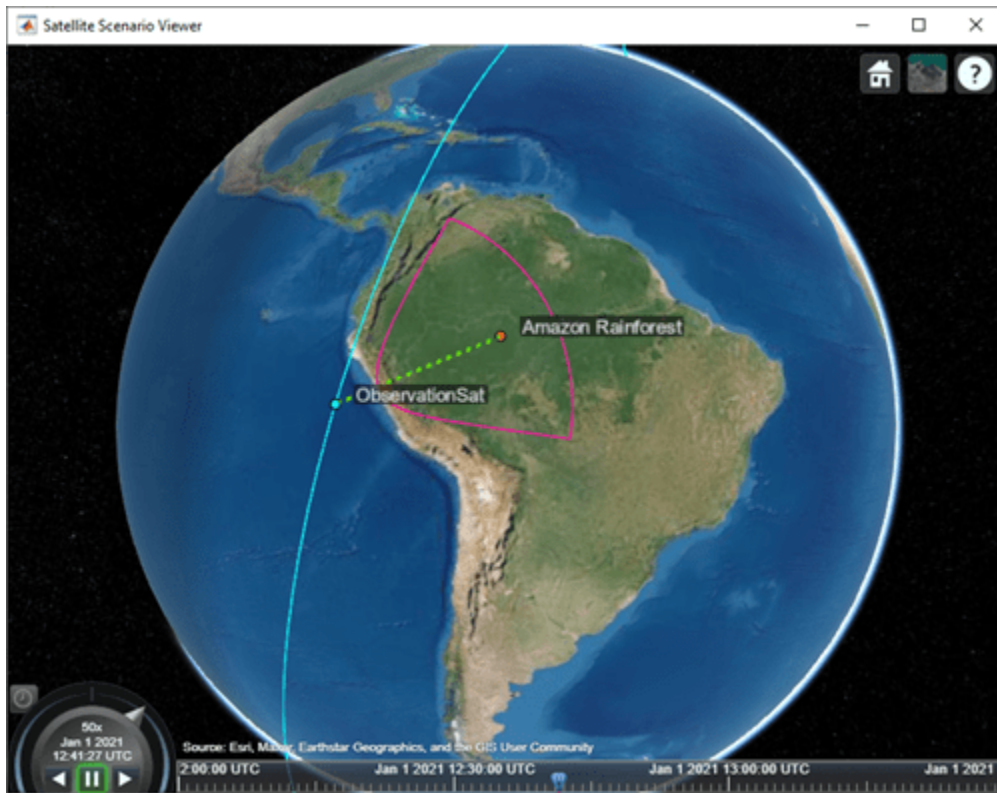 Satellite Scenario Viewer
?
Amazon Rainforest
ObservationSat
50x
Jan 1 2021
12:41:27 UTC
Source: Esri, Maxar, Earthstar Geographics, and the GIS User Community
2:00:00 UTC
Jan 1 2021 12:30:00 UTC
Jan 1 2021 13:00:00 UTC
Jan 1 2021